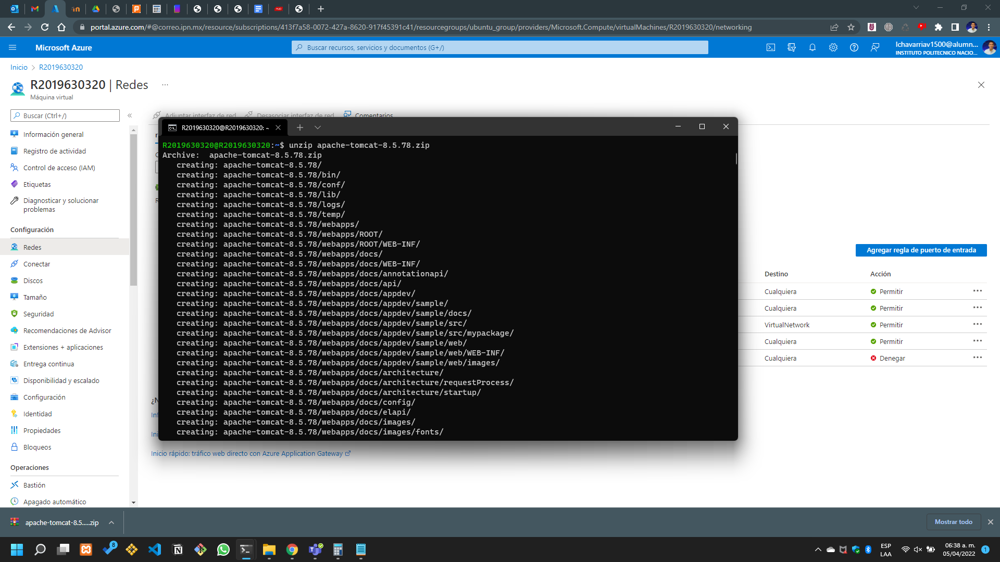 portal.azure.com/#@correo.ipn.mx/resource/subscriptions/413f7a58-0072-427a-8620-917f45391c41/resourcegroups/ubuntu_group/providers/Microsoft.Compute/virtualMachines/R2019630320/networking
Microsoft Azure
Buscar recursos, servicios y documentos (G+/)
lchavarriav1500@alumn...
INSTITUTO POLITECNICO NACIO...
Inicio > R2019630320
R2019630320 | Redes ...
Máquina virtual
Buscar (Ctrl+/)
«
Adjuntar interfaz de red
Desasociar interfaz de red
Comentarios
Información general
Registro de actividad
Control de acceso (IAM)
Etiquetas
Diagnosticar y solucionar
problemas
Configuración
Redes
Conectar
Discos
Tamaño
Seguridad
Recomendaciones de Advisor
Extensiones + aplicaciones
Entrega continua
Disponibilidad y escalado
Configuración
Identidad
Propiedades
Bloqueos
Operaciones
Bastión
Apagado automático
R2019630320@R2019630320: ~
R2019630320@R2019630320:~$ unzip apache-tomcat-8.5.78.zip
Archive:  apache-tomcat-8.5.78.zip
creating: apache-tomcat-8.5.78/
creating: apache-tomcat-8.5.78/bin/
creating: apache-tomcat-8.5.78/conf/
creating: apache-tomcat-8.5.78/lib/
creating: apache-tomcat-8.5.78/logs/
creating: apache-tomcat-8.5.78/temp/
creating: apache-tomcat-8.5.78/webapps/
creating: apache-tomcat-8.5.78/webapps/ROOT/
creating: apache-tomcat-8.5.78/webapps/ROOT/WEB-INF/
creating: apache-tomcat-8.5.78/webapps/docs/
creating: apache-tomcat-8.5.78/webapps/docs/WEB-INF/
creating: apache-tomcat-8.5.78/webapps/docs/annotationapi/
creating: apache-tomcat-8.5.78/webapps/docs/api/
creating: apache-tomcat-8.5.78/webapps/docs/appdev/
creating: apache-tomcat-8.5.78/webapps/docs/appdev/sample/
creating: apache-tomcat-8.5.78/webapps/docs/appdev/sample/docs/
creating: apache-tomcat-8.5.78/webapps/docs/appdev/sample/src/
creating: apache-tomcat-8.5.78/webapps/docs/appdev/sample/src/mypackage/
creating: apache-tomcat-8.5.78/webapps/docs/appdev/sample/web/
creating: apache-tomcat-8.5.78/webapps/docs/appdev/sample/web/WEB-INF/
creating: apache-tomcat-8.5.78/webapps/docs/appdev/sample/web/images/
creating: apache-tomcat-8.5.78/webapps/docs/architecture/
creating: apache-tomcat-8.5.78/webapps/docs/architecture/requestProcess/
creating: apache-tomcat-8.5.78/webapps/docs/architecture/startup/
creating: apache-tomcat-8.5.78/webapps/docs/config/
creating: apache-tomcat-8.5.78/webapps/docs/elapi/
creating: apache-tomcat-8.5.78/webapps/docs/images/
creating: apache-tomcat-8.5.78/webapps/docs/images/fonts/
Agregar regla de puerto de entrada
Destino Acción
Cualquiera Permitir ...
Cualquiera Permitir ...
VirtualNetwork Permitir ...
Cualquiera Permitir ...
Cualquiera Denegar ...
Inicio rápido: tráfico web directo con Azure Application Gateway
apache-tomcat-8.5.....zip
Mostrar todo
8
ESP
LAA
06:38 a. m.
05/04/2022
1